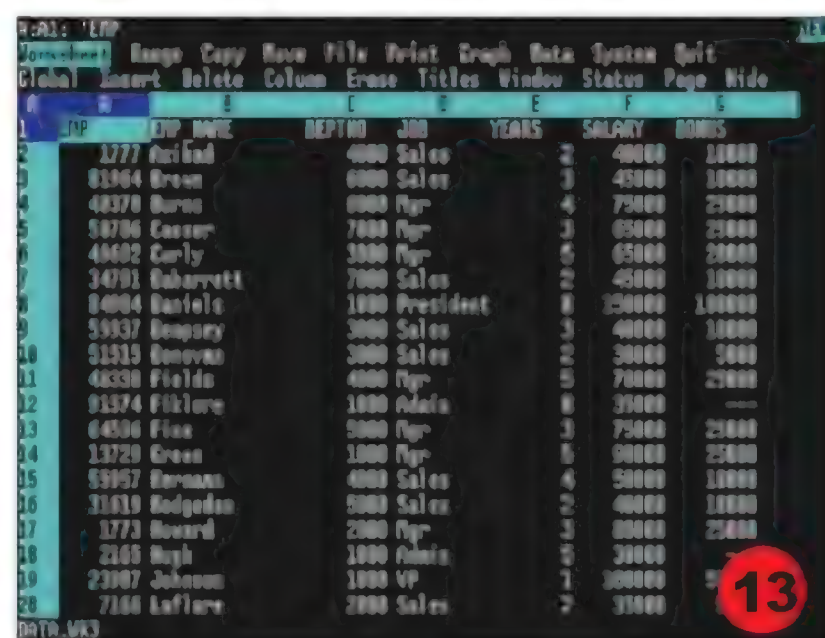 A:A1: 'EMP
Worksheet Range Copy Move File Print Graph Data System Quit
Global Insert Delete Column Erase Titles Window Status Page Hide
A A B C D E F G
1 EMP EMP NAME DEPTNO JOB YEARS SALARY BONUS
2 1777 4000 Sales 2 40000 10000
3 81964 Brown 6000 Sales 3 45000 10000
4 40370 Burns 6000 Mgr 4 75000 25000
5 50706 Caeser 7000 Mgr 3 65000 25000
6 49602 Curly 3000 Mgr 5 65000 20000
7 34791 Dabarrett 7000 Sales 2 45000 10000
8 84984 Daniels 1000 President 8 150000 100000
9 59937 Dempsey 3000 Sales 3 40000 10000
10 51515 Donovan 3000 Sales 2 30000 5000
11 48338 Fields 4000 Mgr 5 70000 25000
12 91574 Fiklore 1000 Admin 8 35000 ----
13 64596 Fine 5000 Mgr 3 75000 25000
14 13729 Green 1000 Mgr 5 90000 25000
15 55957 Hermann 4000 Sales 4 50000 10000
16 31619 Hodgedon 5000 Sales 2 40000 10000
17 1773 Howard 2000 Mgr 3 80000 25000
18 2165 Hugh 1000 Admin 5 30000
19 23907 Johnson 1000 VP 1 100000
20 7166 Laflare 2000 Sales 2 35000
DATA.WK3
13